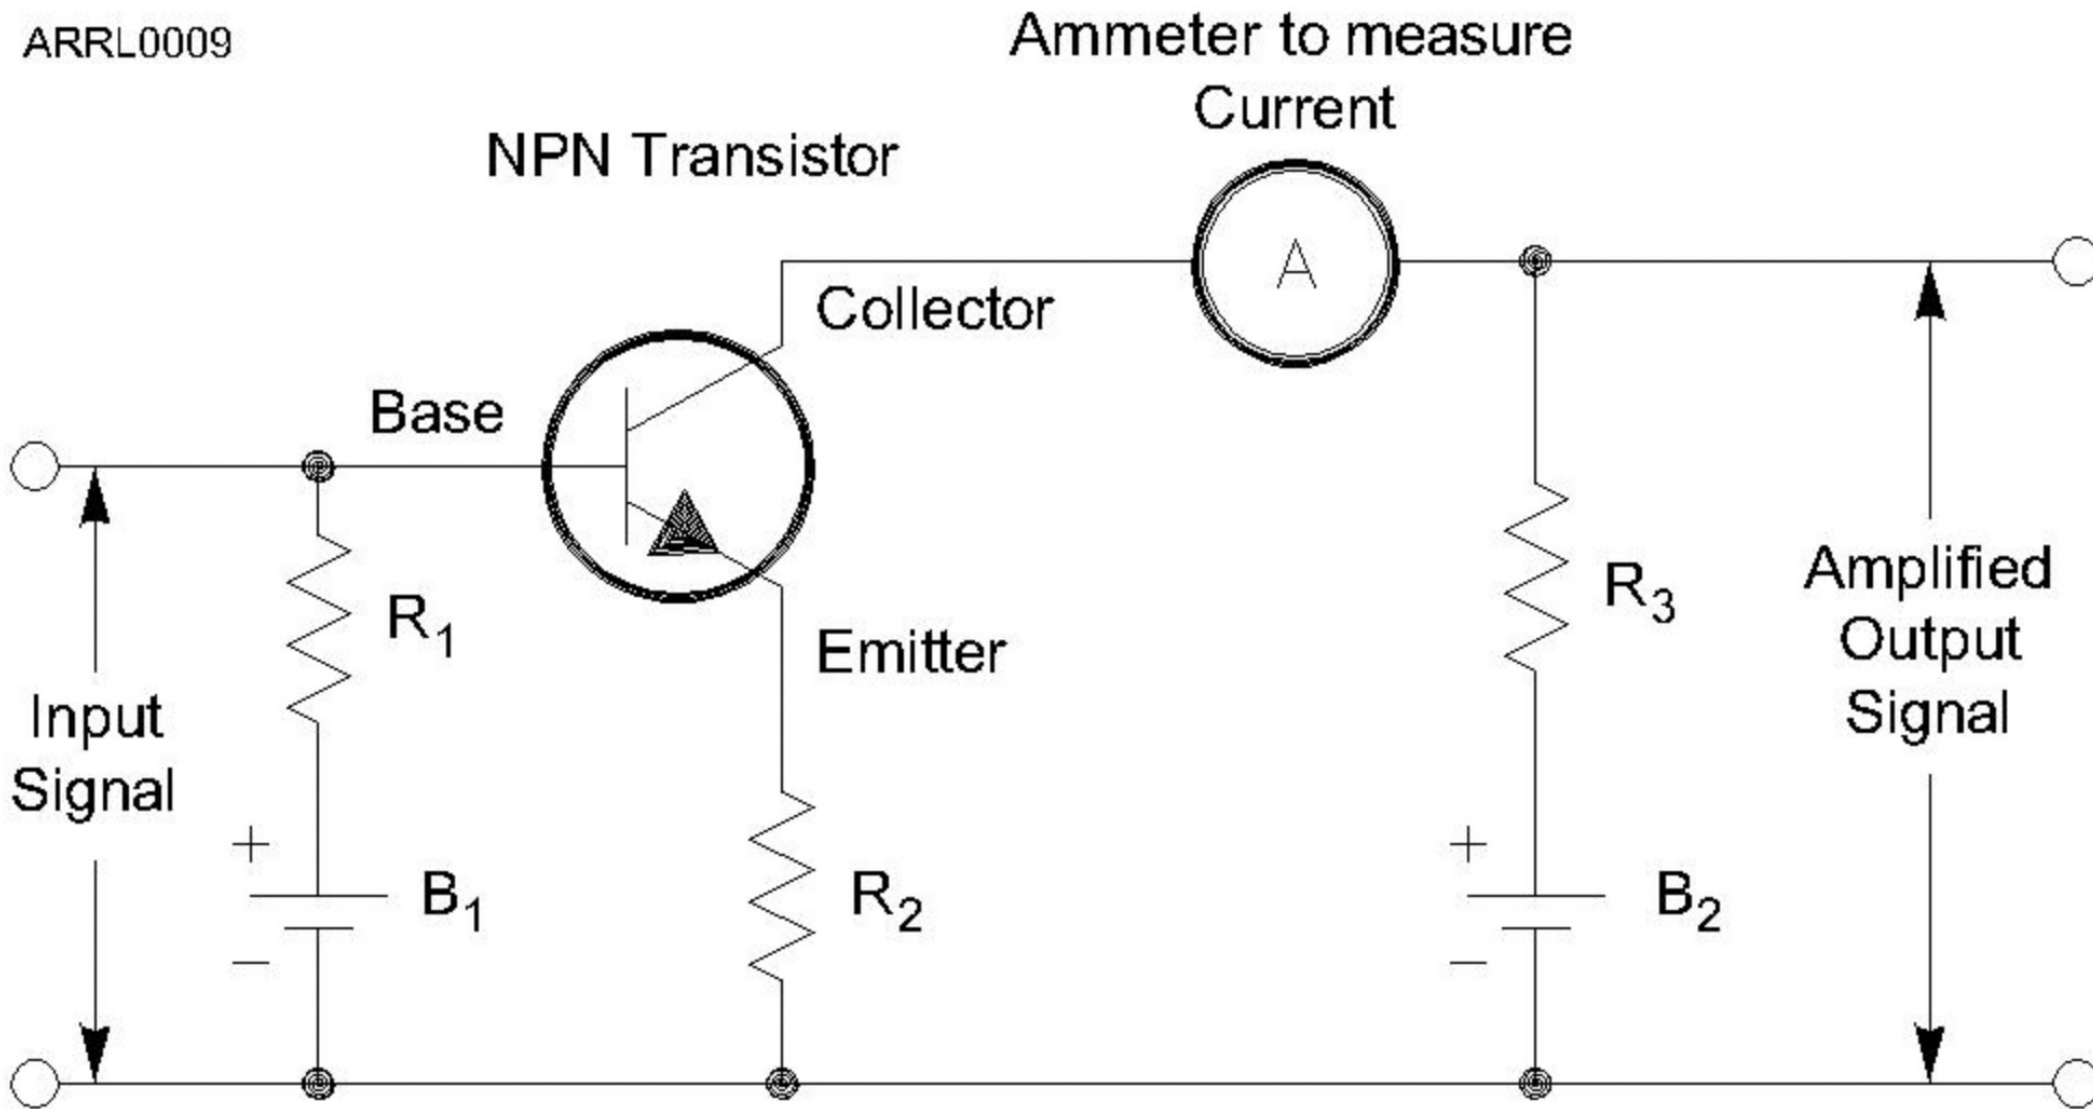 ARRL0009
Ammeter to measure
Current
NPN Transistor
A
Collector
Base
R1
Emitter
R3
Amplified
Output
Signal
Input
Signal
+
B1
−
R2
+
B2
−